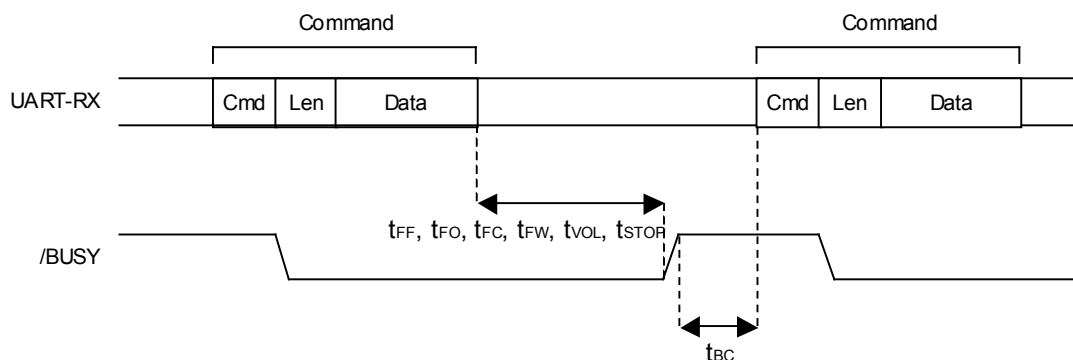 Command Command
UART-RX Cmd Len Data Cmd Len Data
tFF, tFO, tFC, tFW, tVOL, tSTOP
/BUSY
tBC